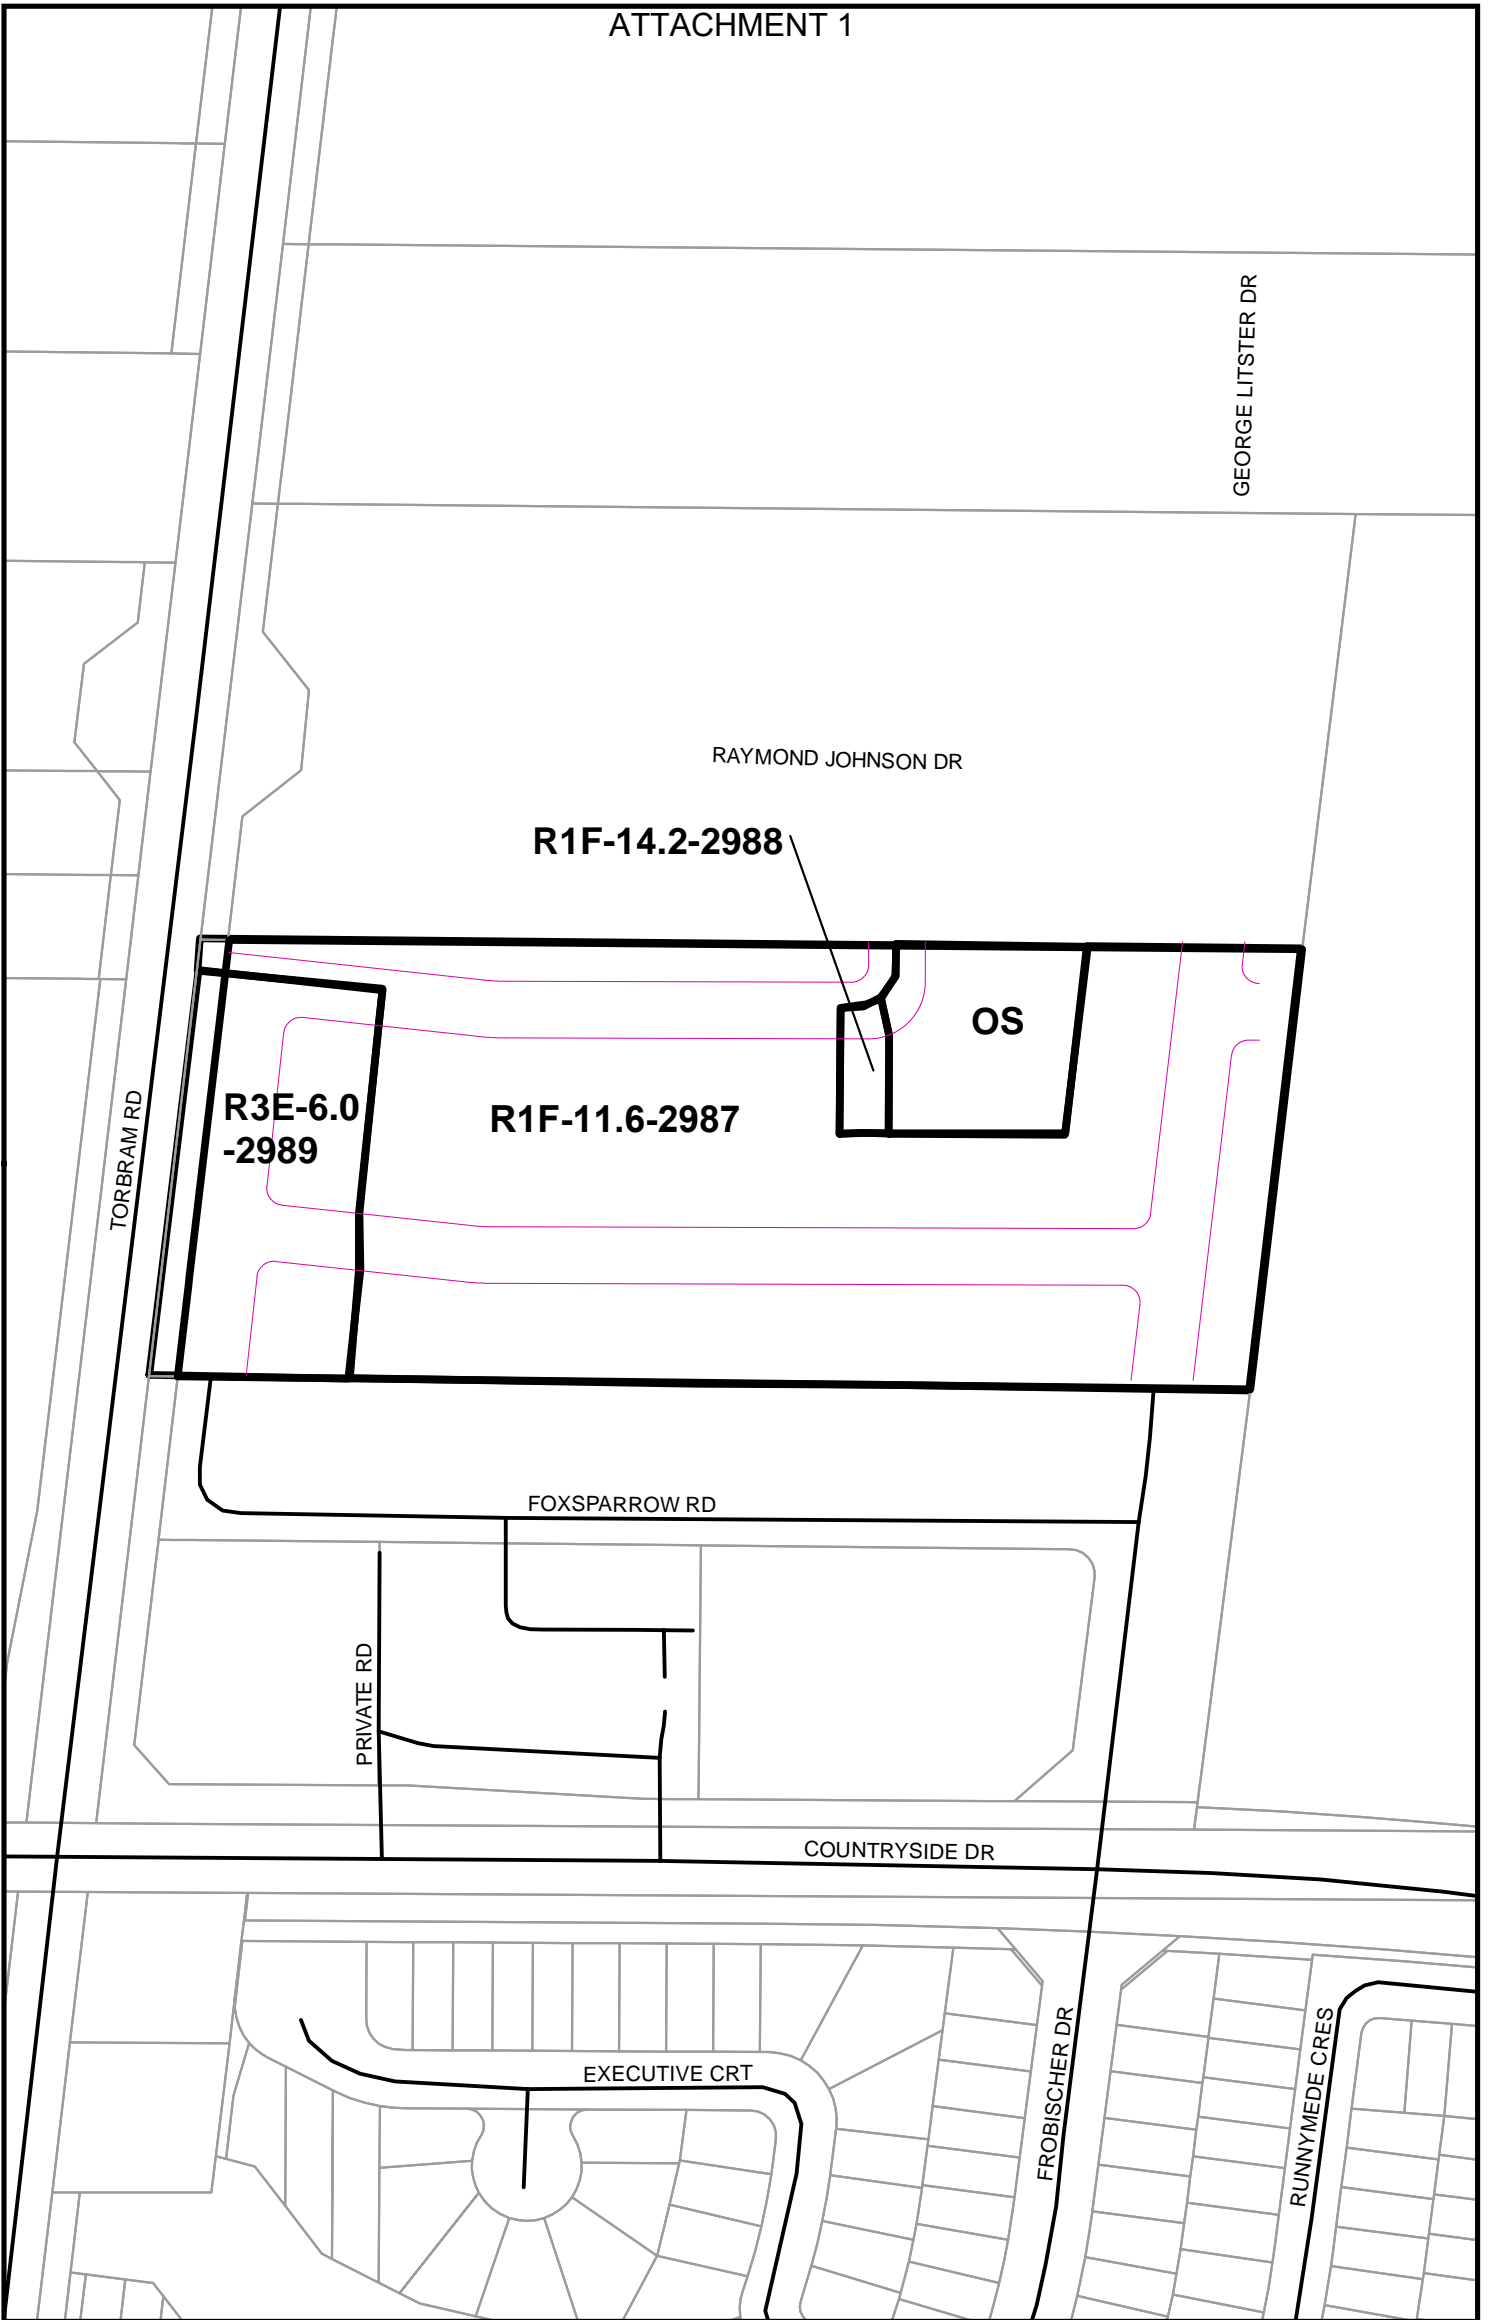 ATTACHMENT 1
GEORGE LITSTER DR
RAYMOND JOHNSON DR
R1F-14.2-2988
OS
R3E-6.0
-2989
R1F-11.6-2987
TORBRAM RD
FOXSPARROW RD
PRIVATE RD
COUNTRYSIDE DR
EXECUTIVE CRT
FROBISCHER DR
RUNNYMEDE CRES